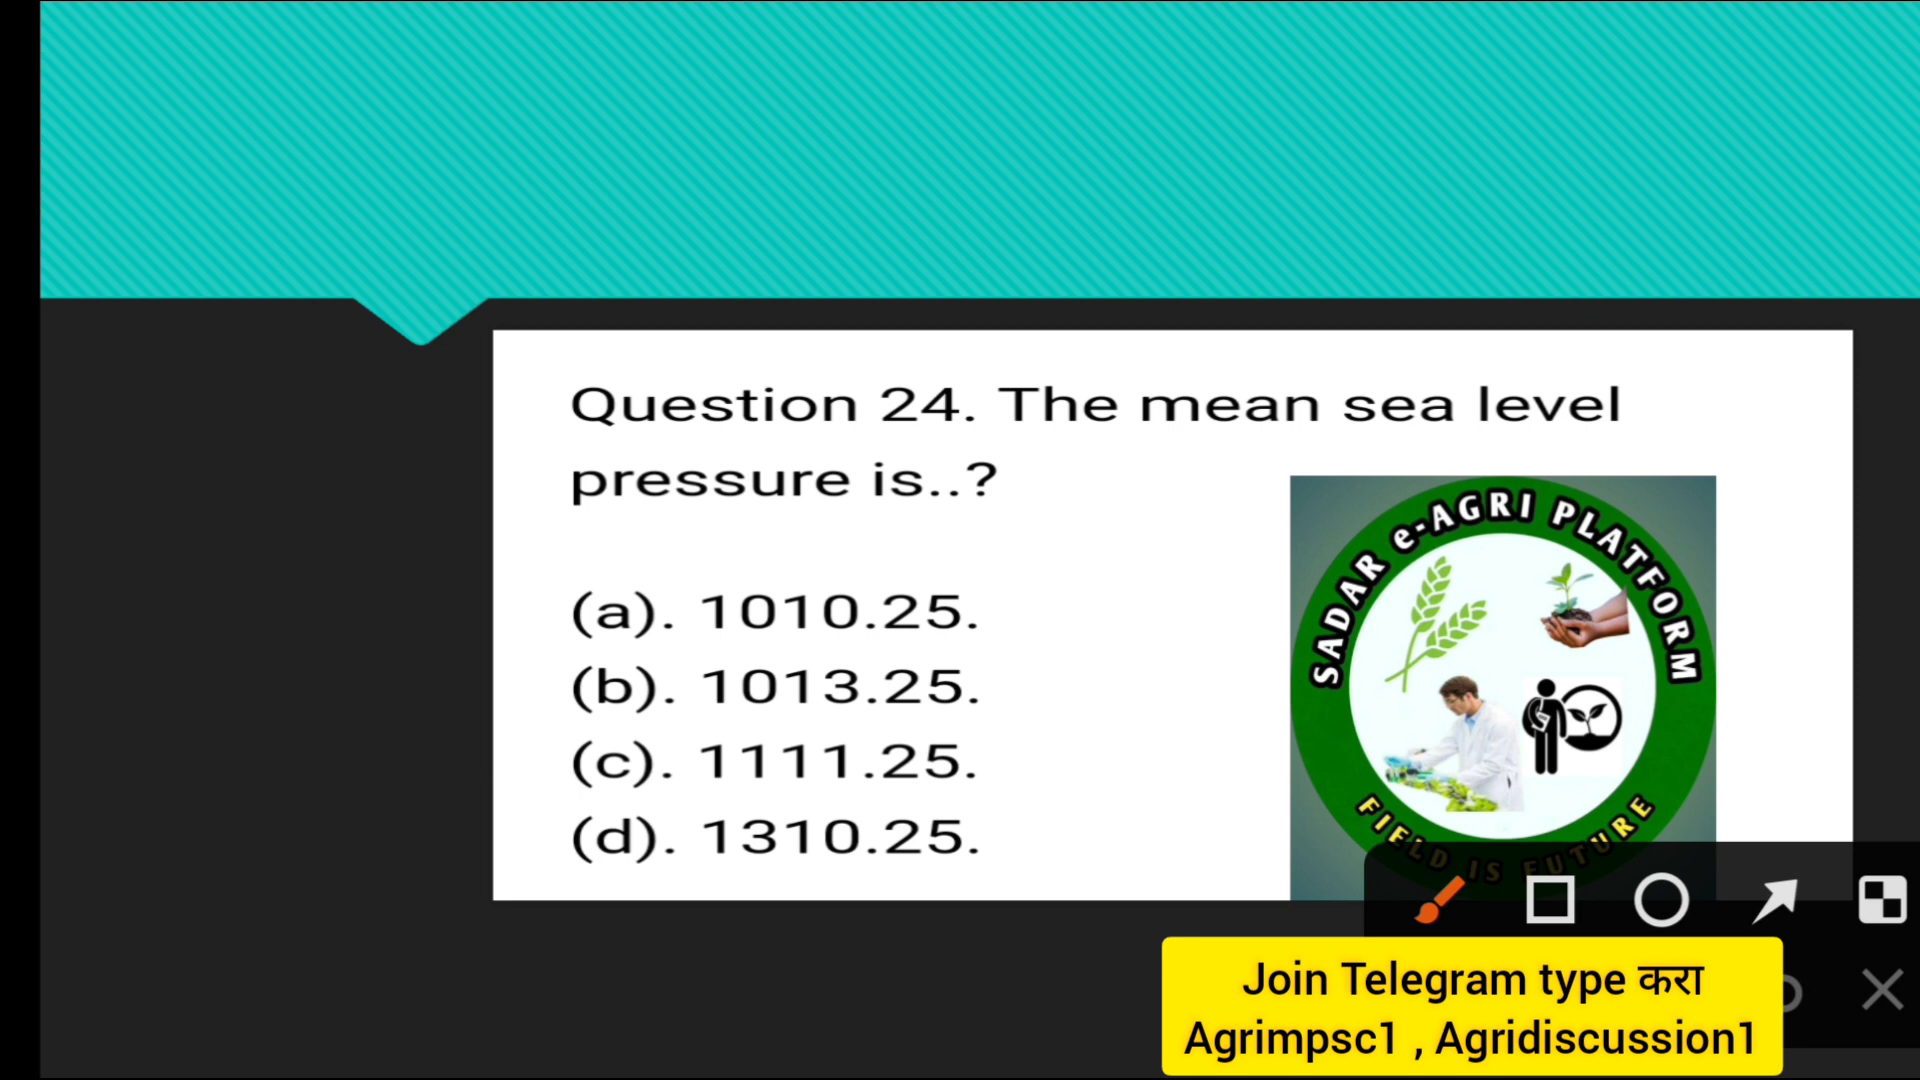 Question 24. The mean sea level
pressure is..?
(a). 1010.25.
(b). 1013.25.
(c). 1111.25.
(d). 1310.25.
SADAR e-AGRI PLATFORM
FIELD IS FUTURE
Join Telegram type करा
Agrimpsc1 , Agridiscussion1